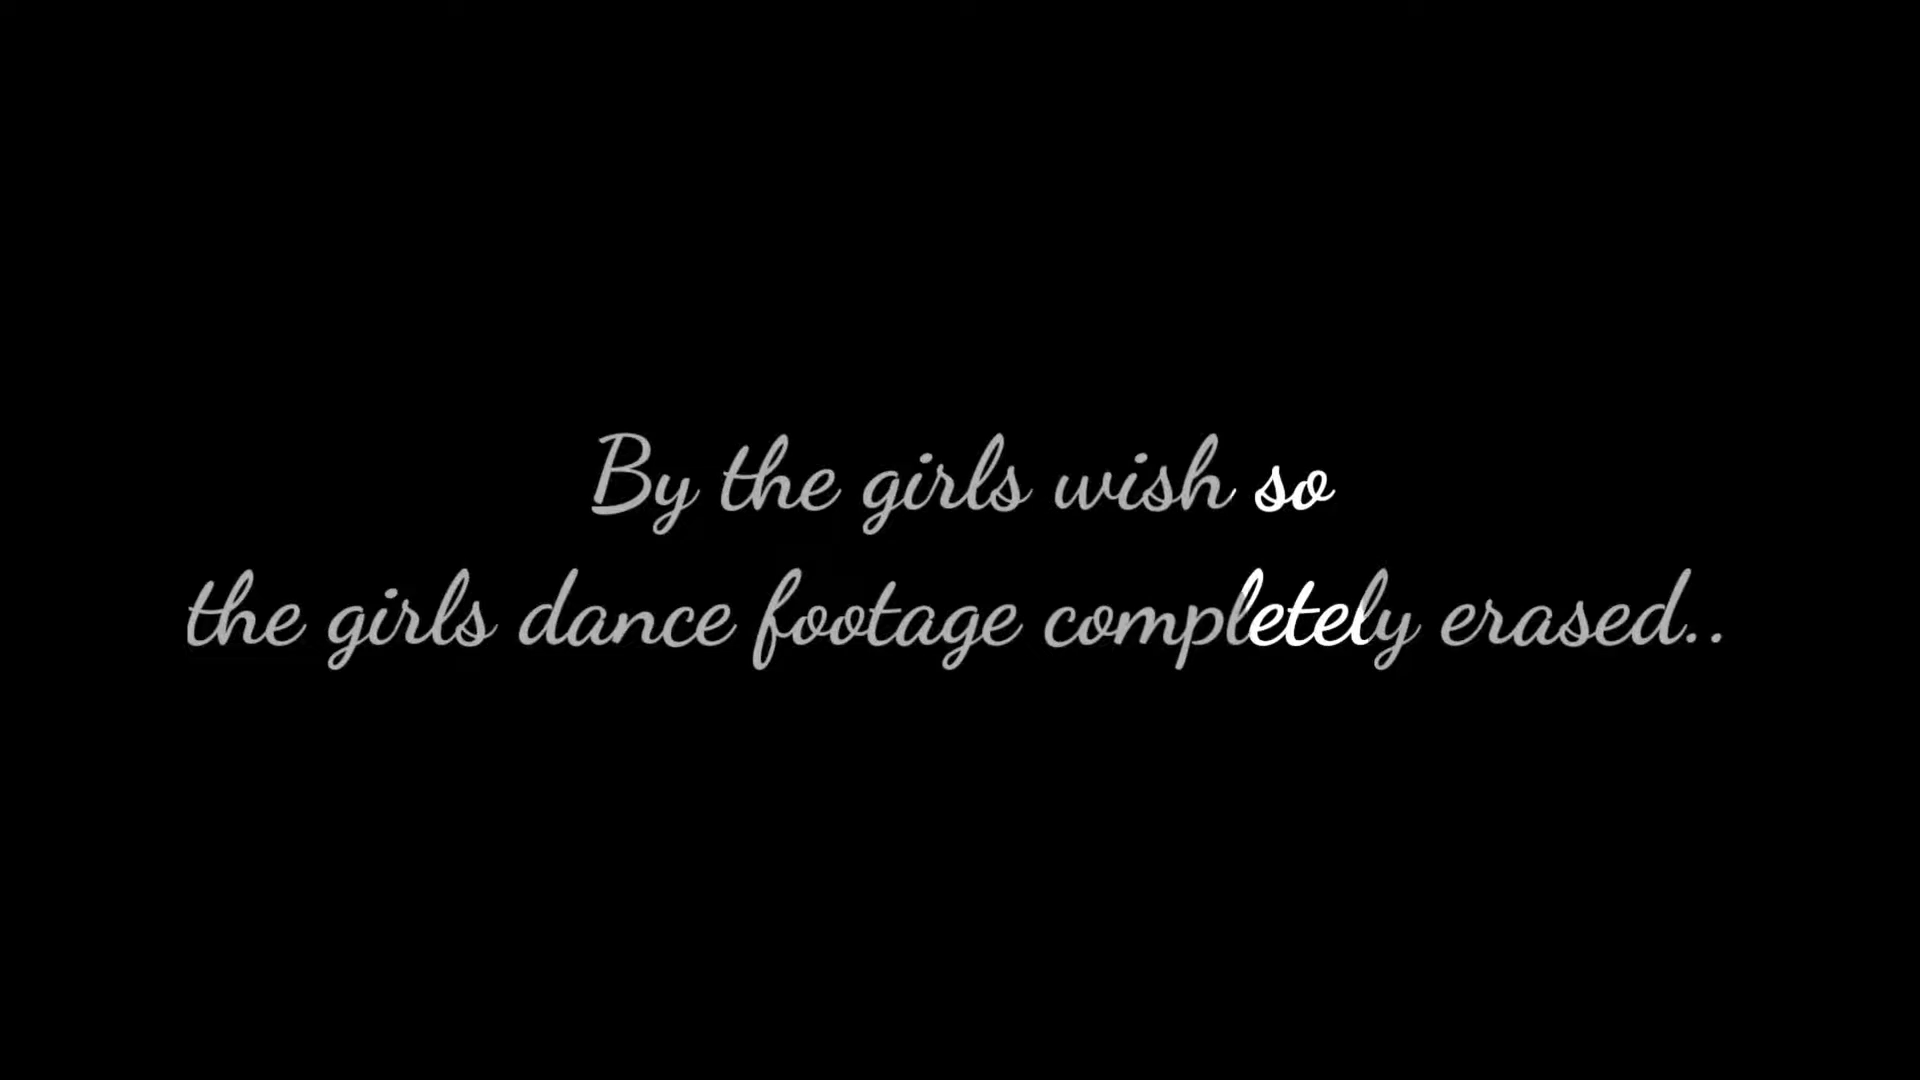 By the girls wish so
the girls dance footage completely erased..